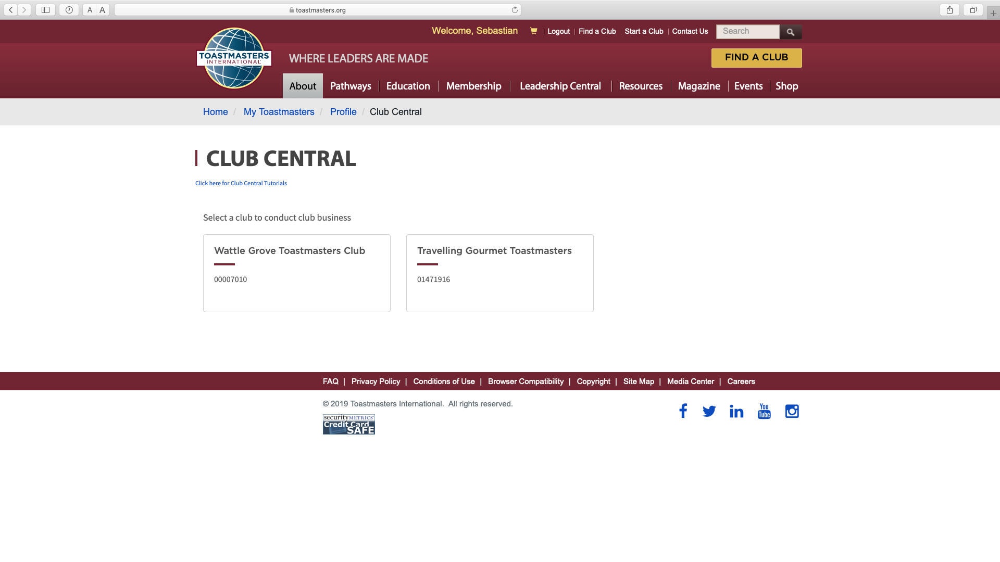 A A
toastmasters.org
Welcome, Sebastian
Logout
Find a Club
Start a Club
Contact Us
Search
TOASTMASTERS
INTERNATIONAL
WHERE LEADERS ARE MADE
FIND A CLUB
About
Pathways
Education
Membership
Leadership Central
Resources
Magazine
Events
Shop
Home / My Toastmasters / Profile / Club Central
CLUB CENTRAL
Click here for Club Central Tutorials
Select a club to conduct club business
Wattle Grove Toastmasters Club
00007010
Travelling Gourmet Toastmasters
01471916
FAQ | Privacy Policy | Conditions of Use | Browser Compatibility | Copyright | Site Map | Media Center | Careers
© 2019 Toastmasters International. All rights reserved.
securityMETRICS®
Credit Card
SAFE
You
Tube